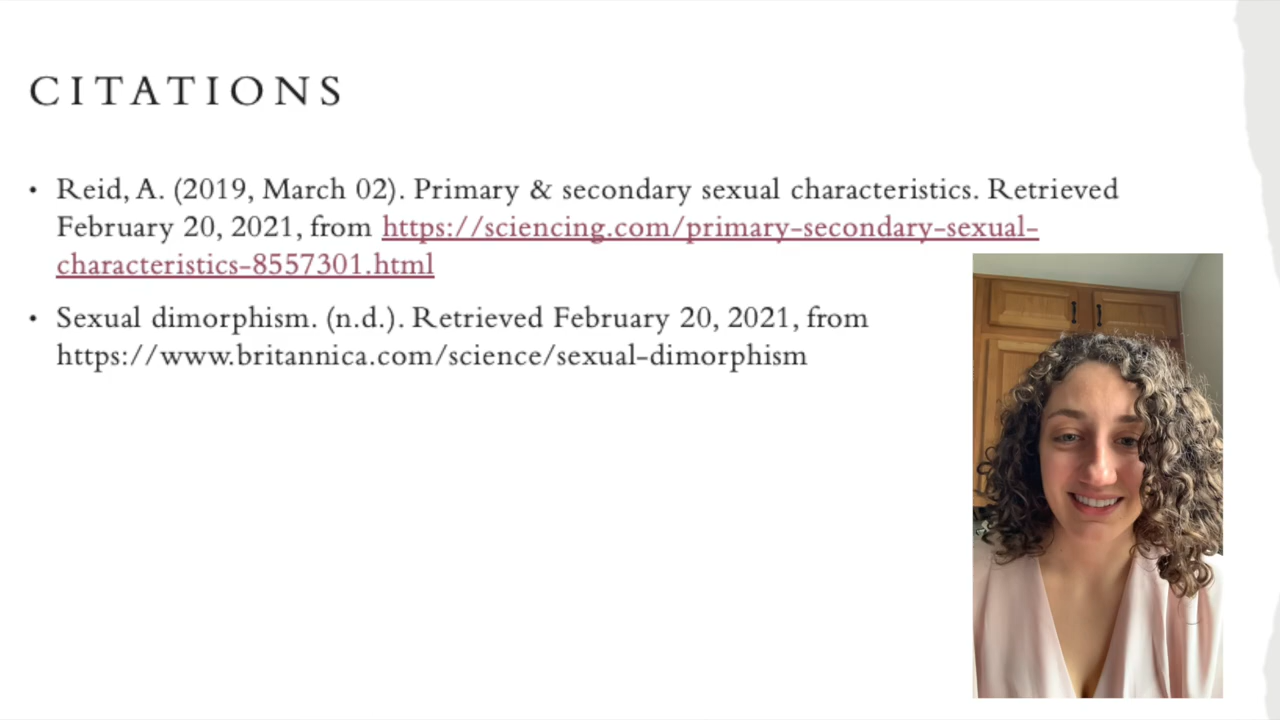 CITATIONS
• Reid, A. (2019, March 02). Primary & secondary sexual characteristics. Retrieved
February 20, 2021, from https://sciencing.com/primary-secondary-sexual-
characteristics-8557301.html
• Sexual dimorphism. (n.d.). Retrieved February 20, 2021, from
https://www.britannica.com/science/sexual-dimorphism